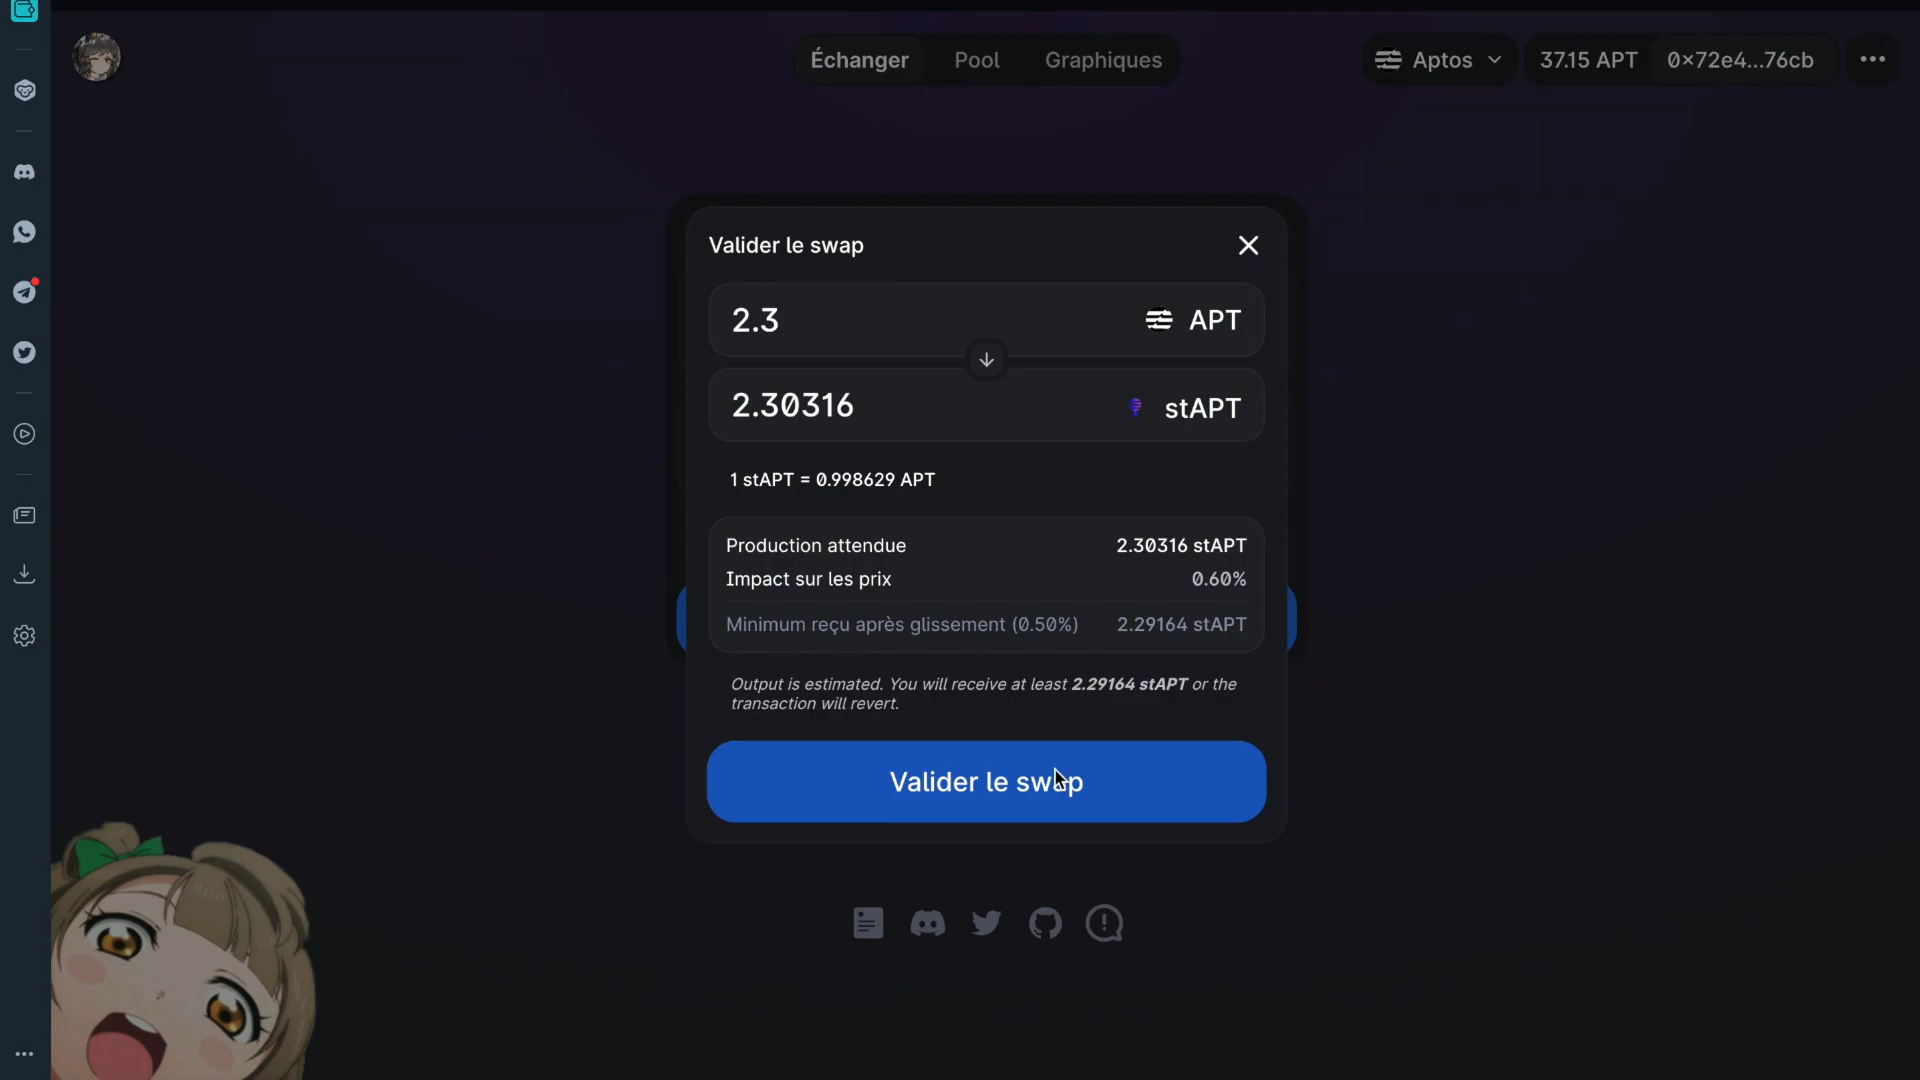 Échanger
Pool
Graphiques
Aptos
37.15 APT
0x72e4...76cb
Valider le swap
2.3
APT
2.30316
stAPT
1 stAPT = 0.998629 APT
Production attendue
2.30316 stAPT
Impact sur les prix
0.60%
Minimum reçu après glissement (0.50%)
2.29164 stAPT
Output is estimated. You will receive at least 2.29164 stAPT or the
transaction will revert.
Valider le swap